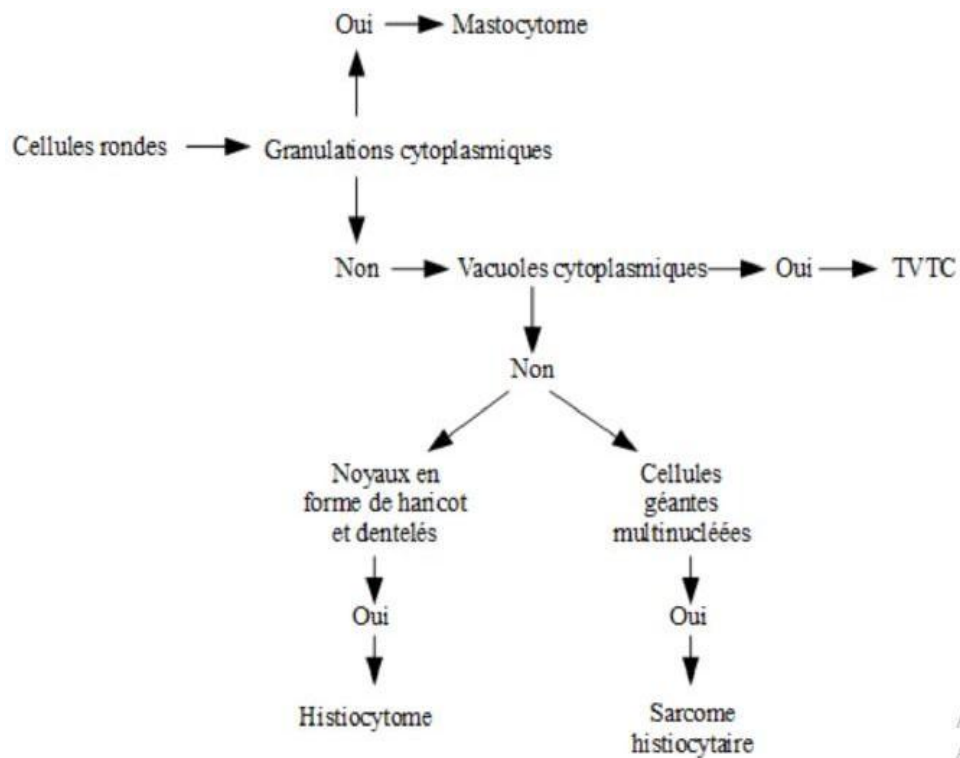 Oui
Mastocytome
Cellules rondes
Granulations cytoplasmiques
Non
Vacuoles cytoplasmiques
Oui
TVTC
Non
Noyaux en
forme de haricot
et dentelés
Cellules
géantes
multinucléées
Oui
Oui
Histiocytome
Sarcome
histiocytaire